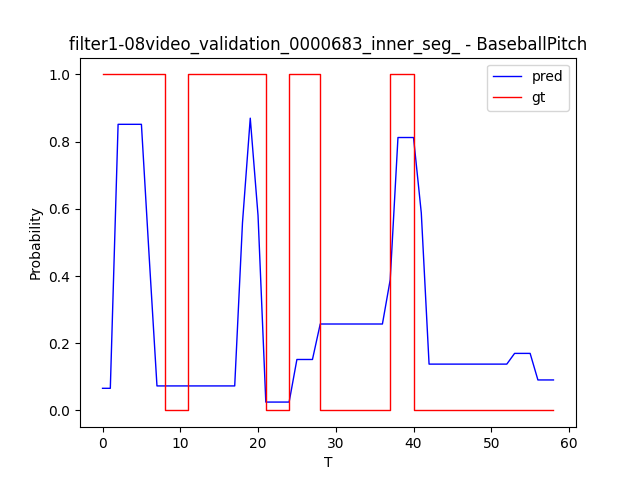 filter1-08video_validation_0000683_inner_seg_ - BaseballPitch
pred
gt
1.0
0.8
0.6
0.4
0.2
0.0
Probability
0 10 20 30 40 50 60
T